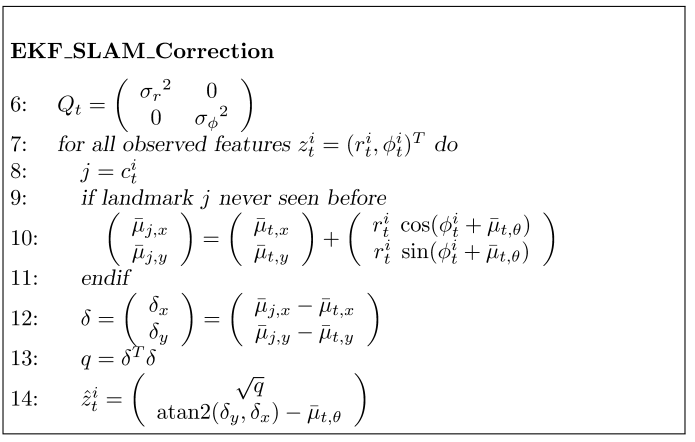 EKF_SLAM_Correction
6: Q_t = \begin{pmatrix} {\sigma_r}^2 & 0 \\ 0 & {\sigma_\phi}^2 \end{pmatrix}
7: for all observed features z_t^i = (r_t^i, \phi_t^i)^T do
8: j = c_t^i
9: if landmark j never seen before
10: \begin{pmatrix} \bar{\mu}_{j,x} \\ \bar{\mu}_{j,y} \end{pmatrix} = \begin{pmatrix} \bar{\mu}_{t,x} \\ \bar{\mu}_{t,y} \end{pmatrix} + \begin{pmatrix} r_t^i \cos(\phi_t^i + \bar{\mu}_{t,\theta}) \\ r_t^i \sin(\phi_t^i + \bar{\mu}_{t,\theta}) \end{pmatrix}
11: endif
12: \delta = \begin{pmatrix} \delta_x \\ \delta_y \end{pmatrix} = \begin{pmatrix} \bar{\mu}_{j,x} - \bar{\mu}_{t,x} \\ \bar{\mu}_{j,y} - \bar{\mu}_{t,y} \end{pmatrix}
13: q = \delta^T \delta
14: \hat{z}_t^i = \begin{pmatrix} \sqrt{q} \\ \text{atan2}(\delta_y, \delta_x) - \bar{\mu}_{t,\theta} \end{pmatrix}